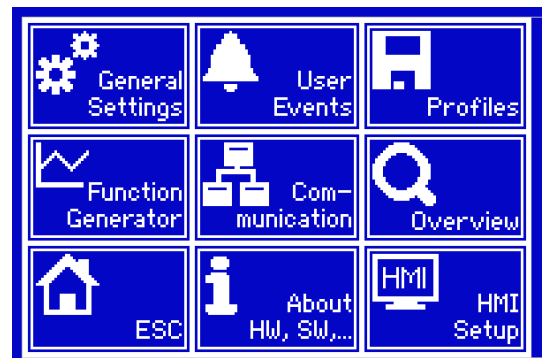 General
Settings
User
Events
Profiles
Function
Generator
Com-
munication
Overview
ESC
About
HW, SW,...
HMI
HMI
Setup